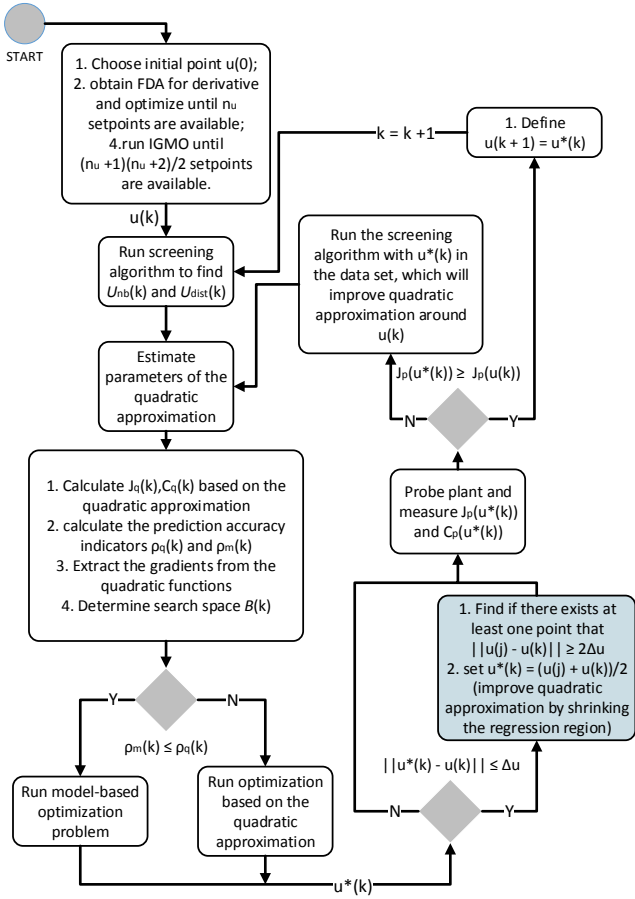 START
1. Choose initial point u(0);
2. obtain FDA for derivative
and optimize until nu
setpoints are available;
4.run IGMO until
(nu +1)(nu +2)/2 setpoints
are available.
u(k)
Run screening
algorithm to find
Unb(k) and Udist(k)
Estimate
parameters of the
quadratic
approximation
1. Calculate Jq(k),Cq(k) based on the
quadratic approximation
2. calculate the prediction accuracy
indicators ρq(k) and ρm(k)
3. Extract the gradients from the
quadratic functions
4. Determine search space B(k)
Y
N
ρm(k) ≤ ρq(k)
Run model-based
optimization
problem
Run optimization
based on the
quadratic
approximation
u*(k)
||u*(k) - u(k)|| ≤ Δu
N
Y
1. Find if there exists at
least one point that
||u(j) - u(k)|| ≥ 2Δu
2. set u*(k) = (u(j) + u(k))/2
(improve quadratic
approximation by shrinking
the regression region)
Probe plant and
measure Jp(u*(k))
and Cp(u*(k))
N
Y
Jp(u*(k)) ≥ Jp(u(k))
Run the screening
algorithm with u*(k) in
the data set, which will
improve quadratic
approximation around
u(k)
k = k +1
1. Define
u(k + 1) = u*(k)